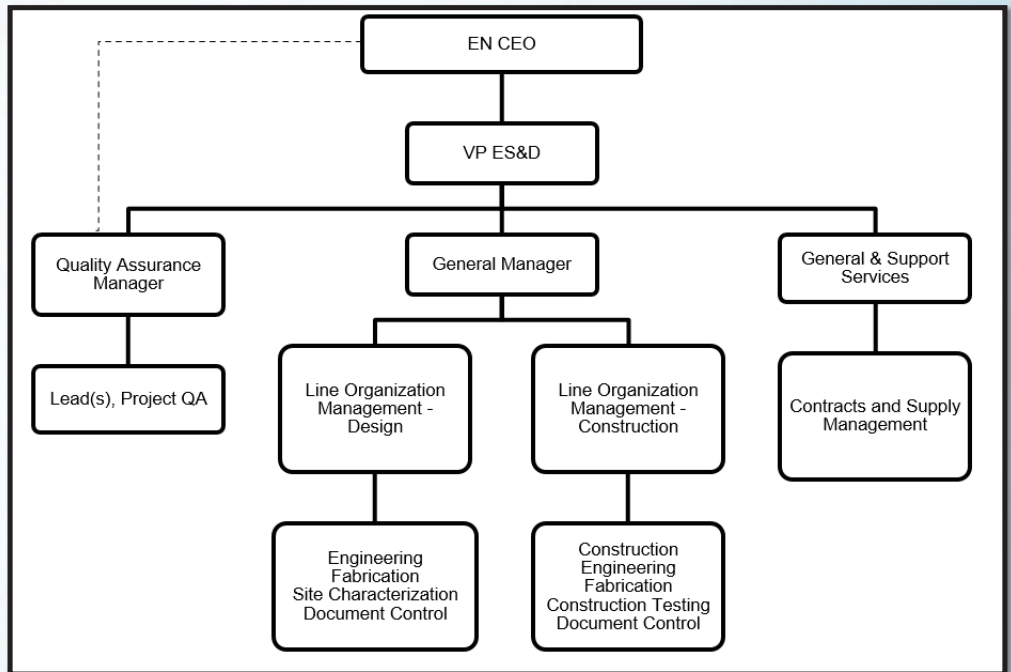 EN CEO
VP ES&D
Quality Assurance
Manager
General Manager
General & Support
Services
Lead(s), Project QA
Line Organization
Management -
Design
Line Organization
Management -
Construction
Contracts and Supply
Management
Engineering
Fabrication
Site Characterization
Document Control
Construction
Engineering
Fabrication
Construction Testing
Document Control